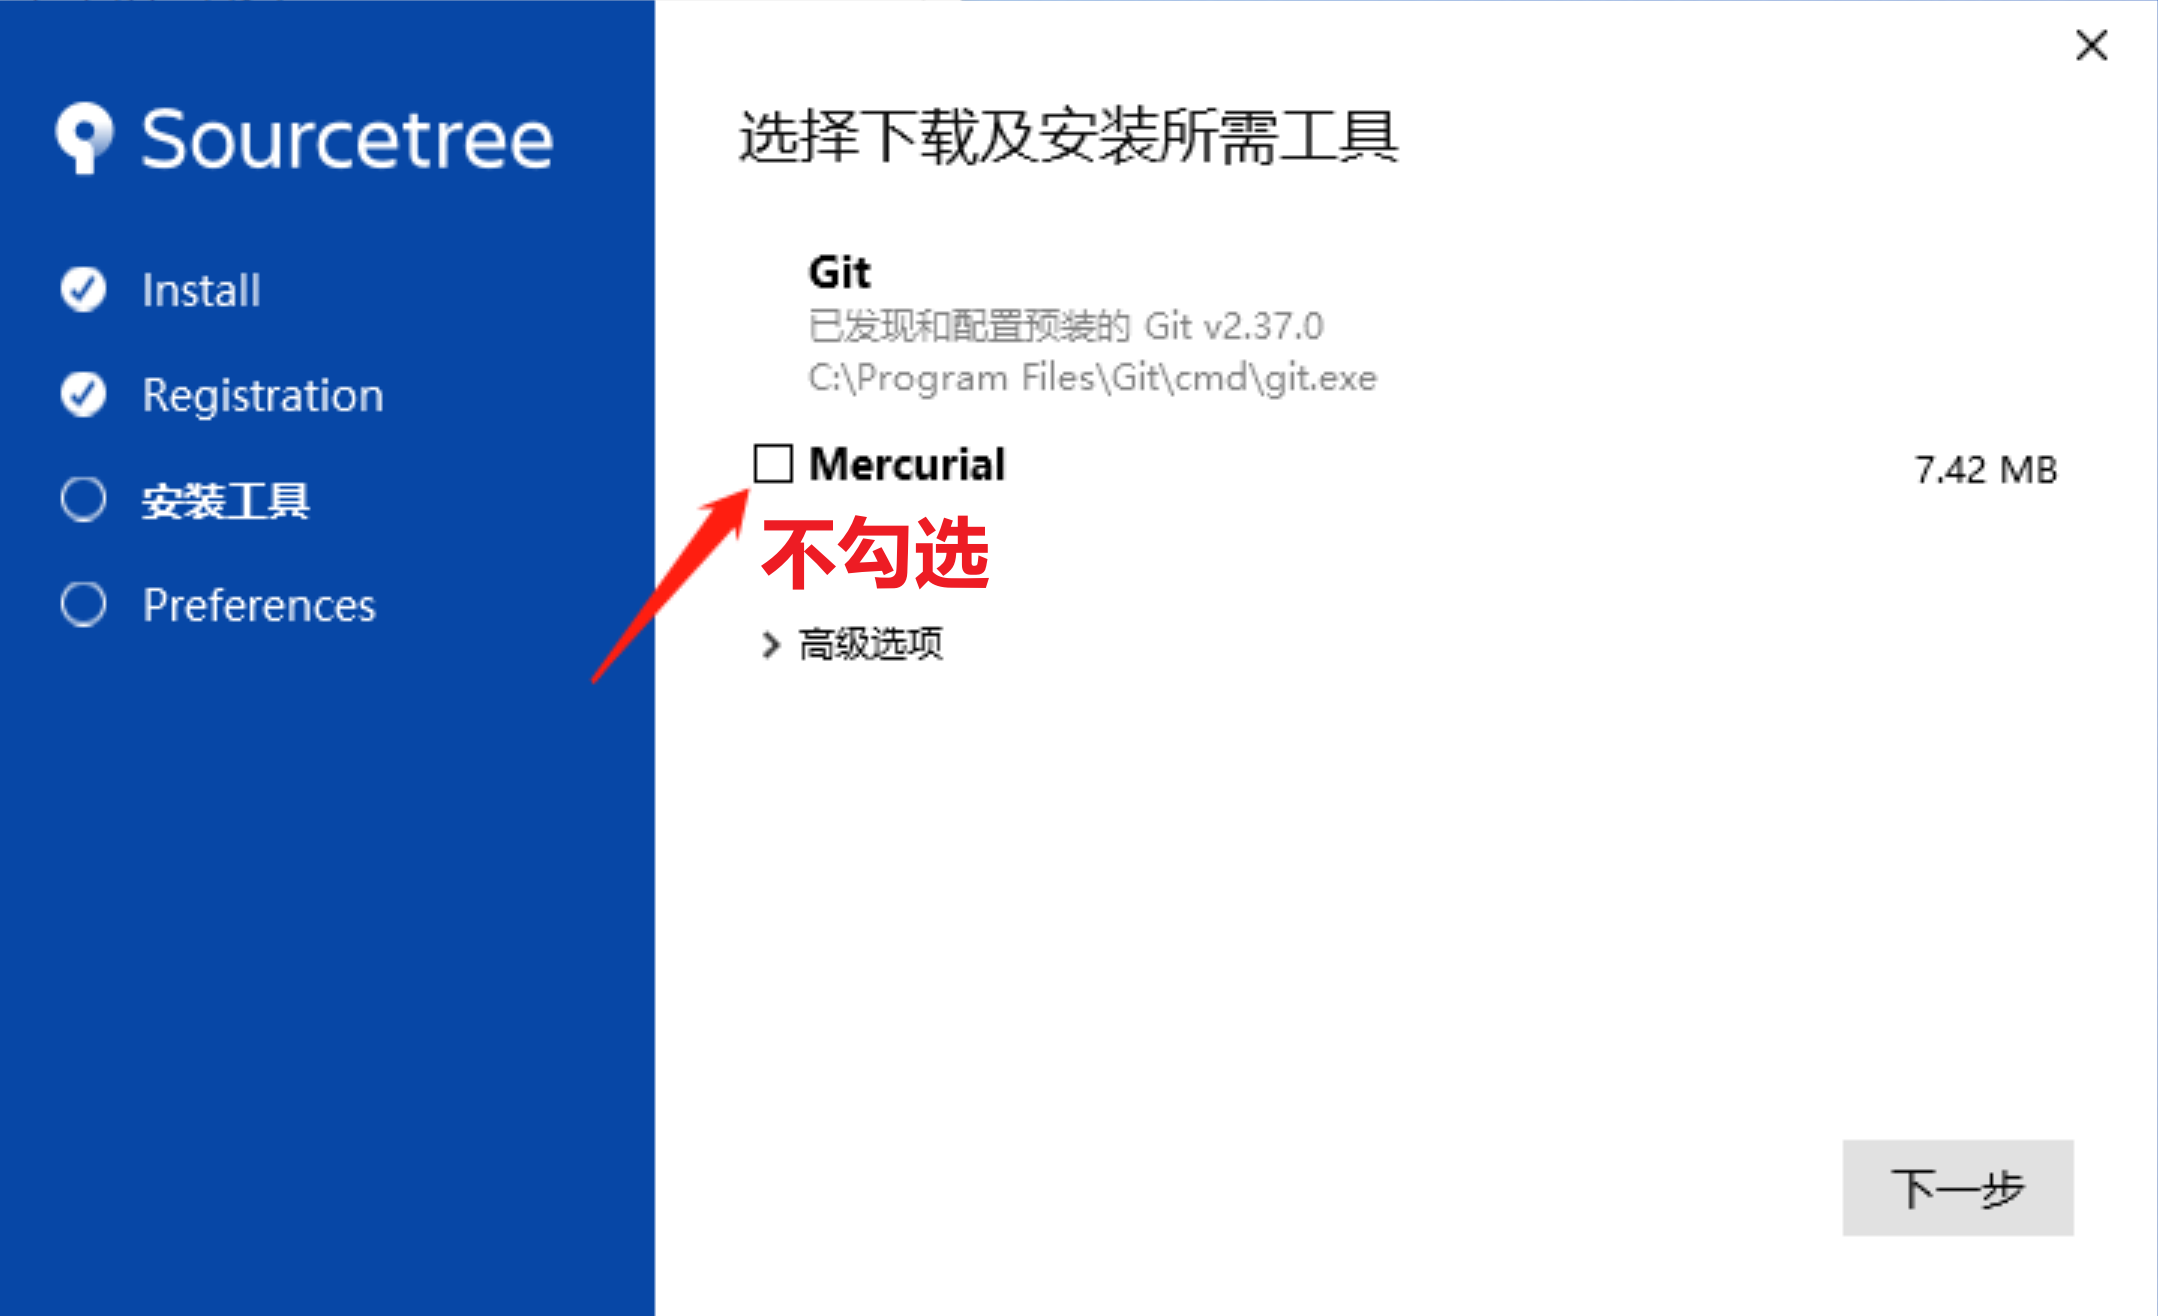 Sourcetree
Install
Registration
安装工具
Preferences
选择下载及安装所需工具
Git
已发现和配置预装的 Git v2.37.0
C:\Program Files\Git\cmd\git.exe
Mercurial
7.42 MB
不勾选
高级选项
下一步